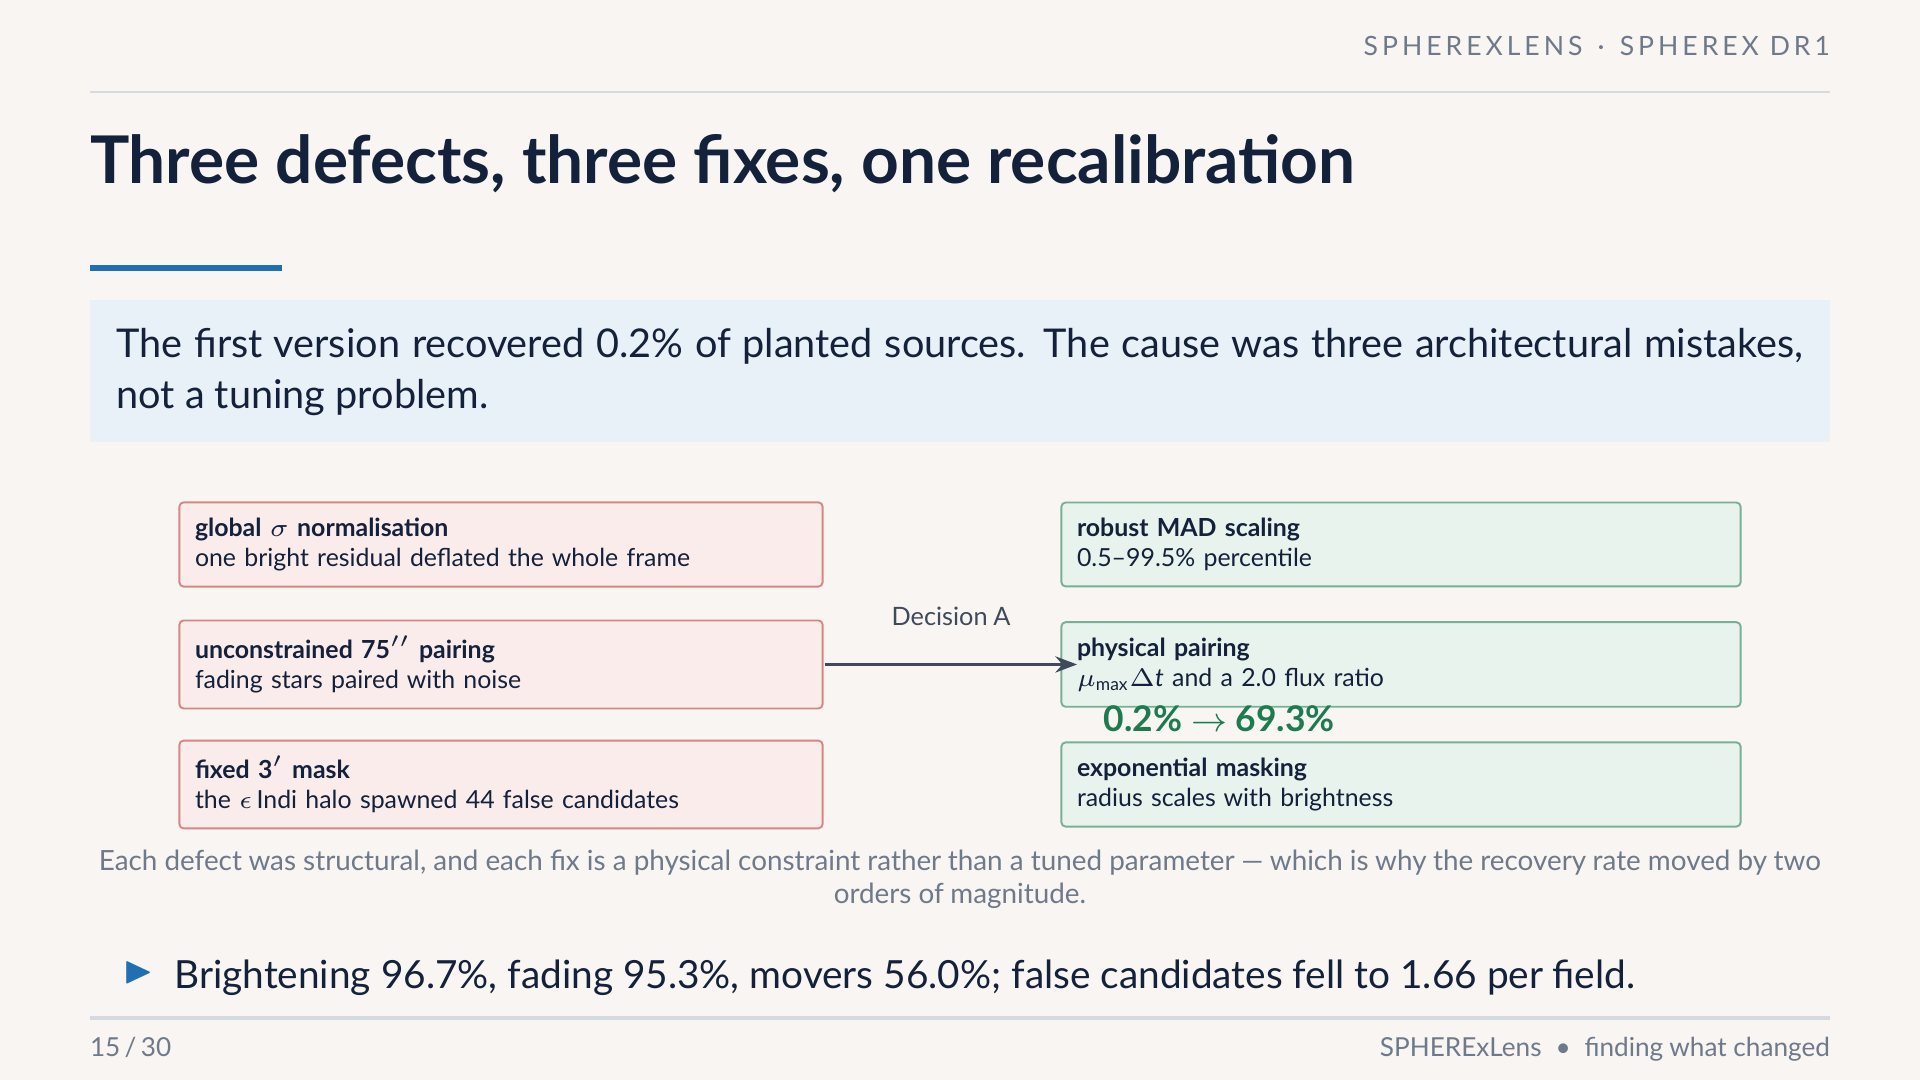 SPHEREXLENS · SPHEREX DR1
Three defects, three fixes, one recalibration
The first version recovered 0.2% of planted sources. The cause was three architectural mistakes,
not a tuning problem.
global σ normalisation
one bright residual deflated the whole frame
robust MAD scaling
0.5–99.5% percentile
Decision A
unconstrained 75′′ pairing
fading stars paired with noise
physical pairing
μmaxΔt and a 2.0 flux ratio
0.2% → 69.3%
fixed 3′ mask
the ϵ Indi halo spawned 44 false candidates
exponential masking
radius scales with brightness
Each defect was structural, and each fix is a physical constraint rather than a tuned parameter — which is why the recovery rate moved by two
orders of magnitude.
► Brightening 96.7%, fading 95.3%, movers 56.0%; false candidates fell to 1.66 per field.
15 / 30
SPHERExLens • finding what changed